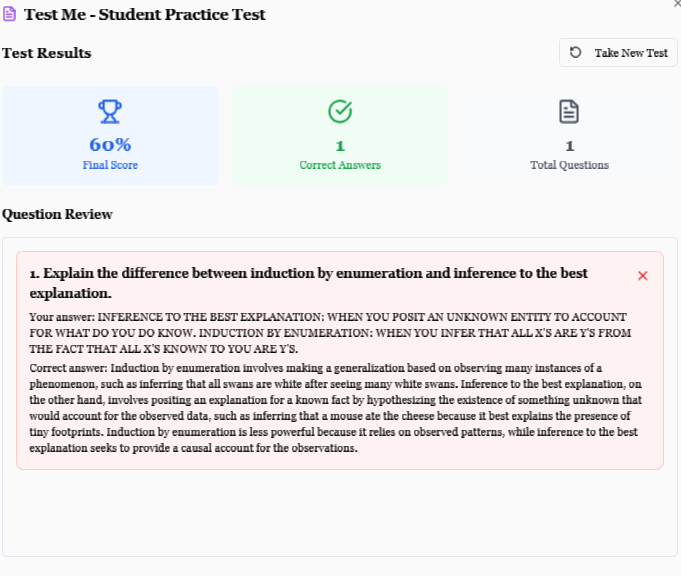 Test Me - Student Practice Test
Test Results
Take New Test
60%
Final Score
1
Correct Answers
1
Total Questions
Question Review
1. Explain the difference between induction by enumeration and inference to the best
explanation.
Your answer: INFERENCE TO THE BEST EXPLANATION: WHEN YOU POSIT AN UNKNOWN ENTITY TO ACCOUNT
FOR WHAT DO YOU DO KNOW. INDUCTION BY ENUMERATION: WHEN YOU INFER THAT ALL X'S ARE Y'S FROM
THE FACT THAT ALL X'S KNOWN TO YOU ARE Y'S.
Correct answer: Induction by enumeration involves making a generalization based on observing many instances of a
phenomenon, such as inferring that all swans are white after seeing many white swans. Inference to the best explanation, on
the other hand, involves positing an explanation for a known fact by hypothesizing the existence of something unknown that
would account for the observed data, such as inferring that a mouse ate the cheese because it best explains the presence of
tiny footprints. Induction by enumeration is less powerful because it relies on observed patterns, while inference to the best
explanation seeks to provide a causal account for the observations.